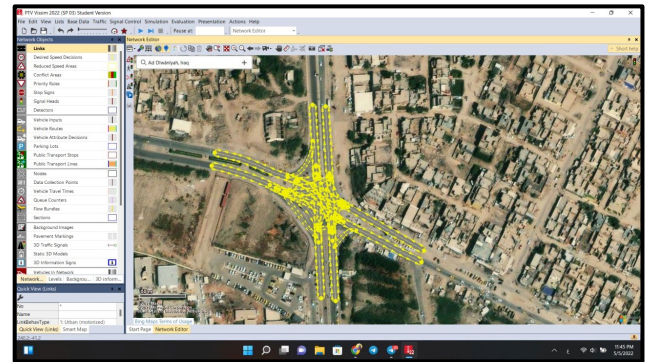 PTV Vissim 2022 (SP 03) Student Version
File Edit View Lists Base Data Traffic Signal Control Simulation Evaluation Presentation Actions Help
Pause at: Network Editor
Network Objects
Network Editor
Short help
Links
Desired Speed Decisions
Reduced Speed Areas
Conflict Areas
Priority Rules
Stop Signs
Signal Heads
Detectors
Vehicle Inputs
Vehicle Routes
Vehicle Attribute Decisions
Parking Lots
Public Transport Stops
Public Transport Lines
Nodes
Data Collection Points
Vehicle Travel Times
Queue Counters
Flow Bundles
Sections
Background Images
Pavement Markings
3D Traffic Signals
Static 3D Models
3D Information Signs
Vehicles In Network
Ad Diwaniyah, Iraq
Network... Levels Backgrou... 3D inform...
Quick View (Links)
No
Name
LinkBehavType 1: Urban (motorized)
Quick View (Links) Smart Map
Bing Maps Terms of Usage
Start Page Network Editor
11:45 PM
5/5/2022